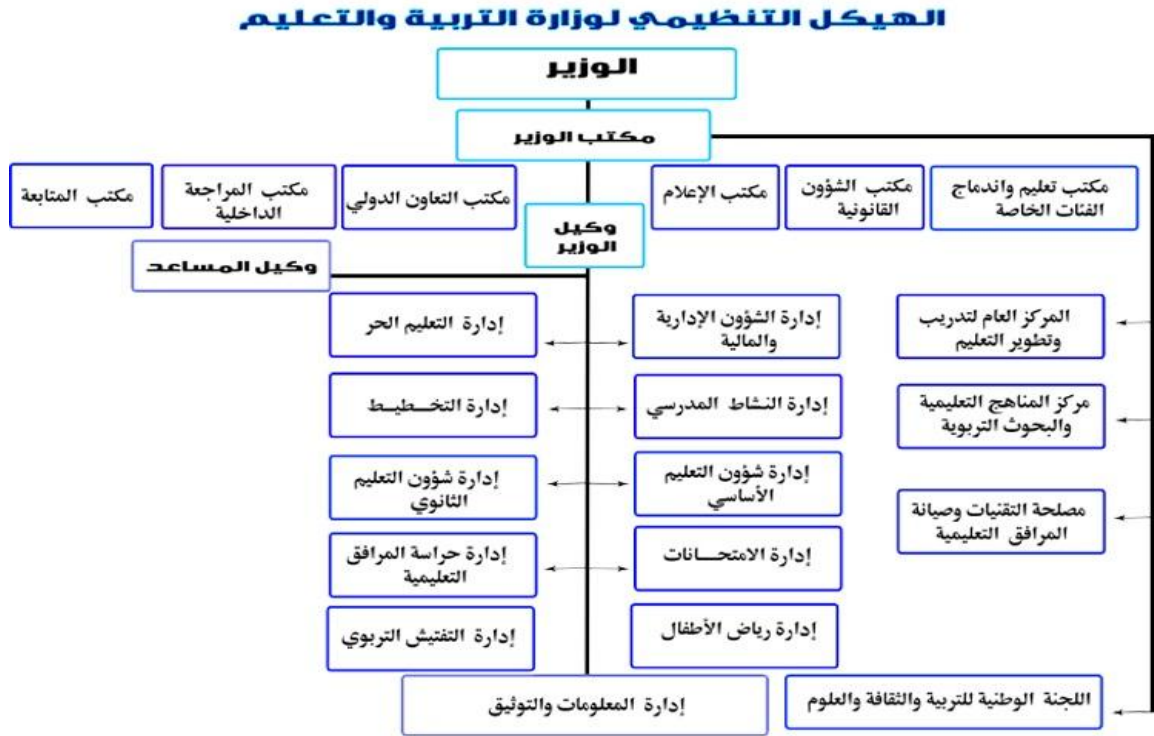 الهيكل التنظيمي لوزارة التربية والتعليم
الوزير
مكتب الوزير
مكتب تعليم واندماج
الفئات الخاصة
مكتب الشؤون
القانونية
مكتب الإعلام
مكتب التعاون الدولي
مكتب المراجعة
الداخلية
مكتب المتابعة
وكيل
الوزير
وكيل المساعد
المركز العام لتدريب
وتطوير التعليم
إدارة الشؤون الإدارية
والمالية
إدارة التعليم الحر
مركز المناهج التعليمية
والبحوث التربوية
إدارة النشاط المدرسي
إدارة التخـطـيـط
إدارة شؤون التعليم
الأساسي
إدارة شؤون التعليم
الثانوي
مصلحة التقنيات وصيانة
المرافق التعليمية
إدارة الامتحـــانات
إدارة حراسة المرافق
التعليمية
إدارة رياض الأطفال
إدارة التفتيش التربوي
اللجنة الوطنية للتربية والثقافة والعلوم
إدارة المعلومات والتوثيق